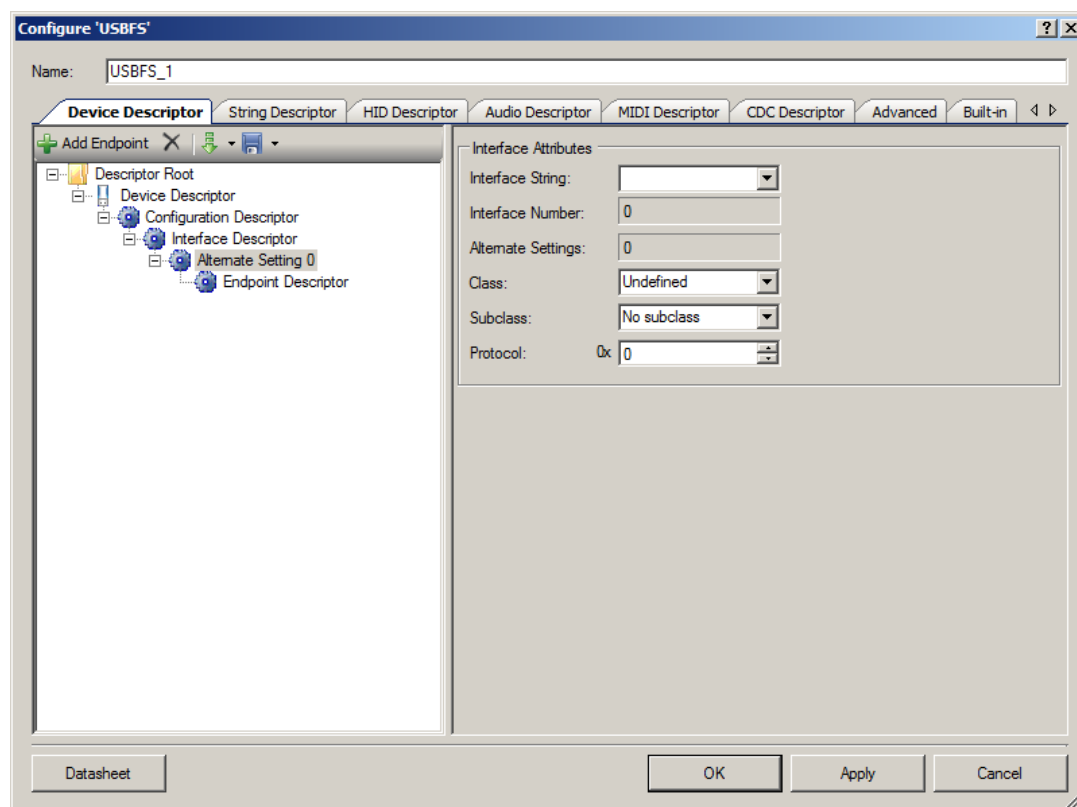 Configure 'USBFS'
Name: USBFS_1
Device Descriptor String Descriptor HID Descriptor Audio Descriptor MIDI Descriptor CDC Descriptor Advanced Built-in
Add Endpoint
Descriptor Root
Device Descriptor
Configuration Descriptor
Interface Descriptor
Alternate Setting 0
Endpoint Descriptor
Interface Attributes
Interface String:
Interface Number: 0
Alternate Settings: 0
Class: Undefined
Subclass: No subclass
Protocol: 0x 0
Datasheet OK Apply Cancel